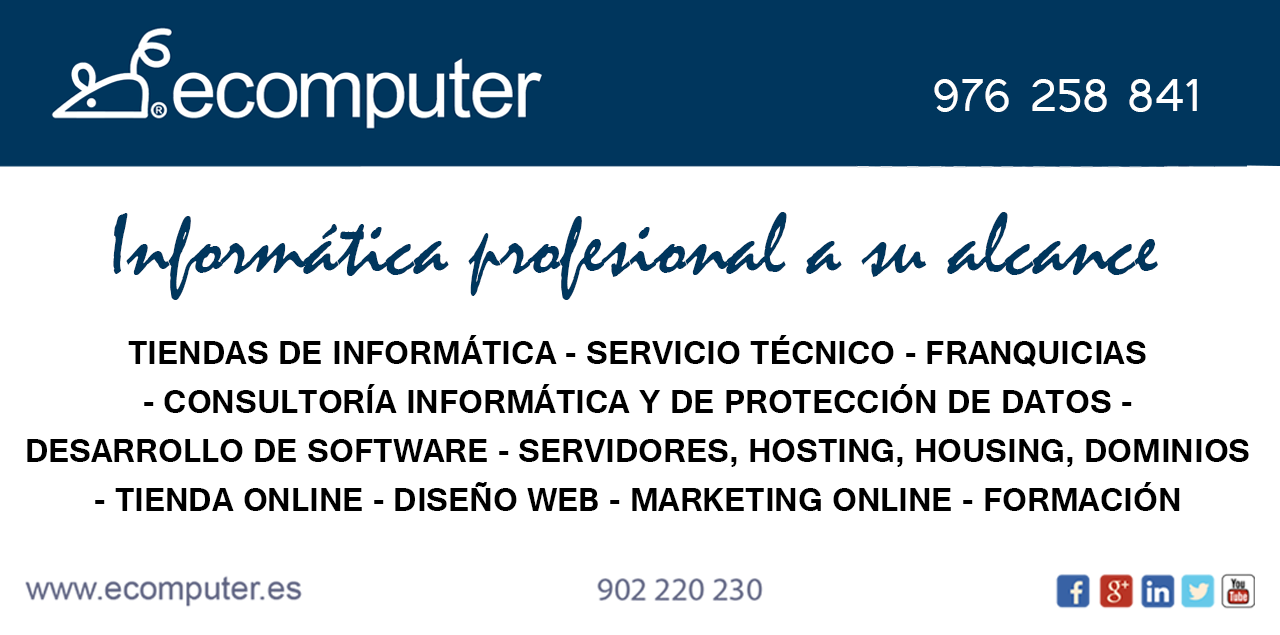 ecomputer®
976 258 841
Informática profesional a su alcance
TIENDAS DE INFORMÁTICA - SERVICIO TÉCNICO - FRANQUICIAS
- CONSULTORÍA INFORMÁTICA Y DE PROTECCIÓN DE DATOS -
DESARROLLO DE SOFTWARE - SERVIDORES, HOSTING, HOUSING, DOMINIOS
- TIENDA ONLINE - DISEÑO WEB - MARKETING ONLINE - FORMACIÓN
www.ecomputer.es
902 220 230
f g+ in You Tube